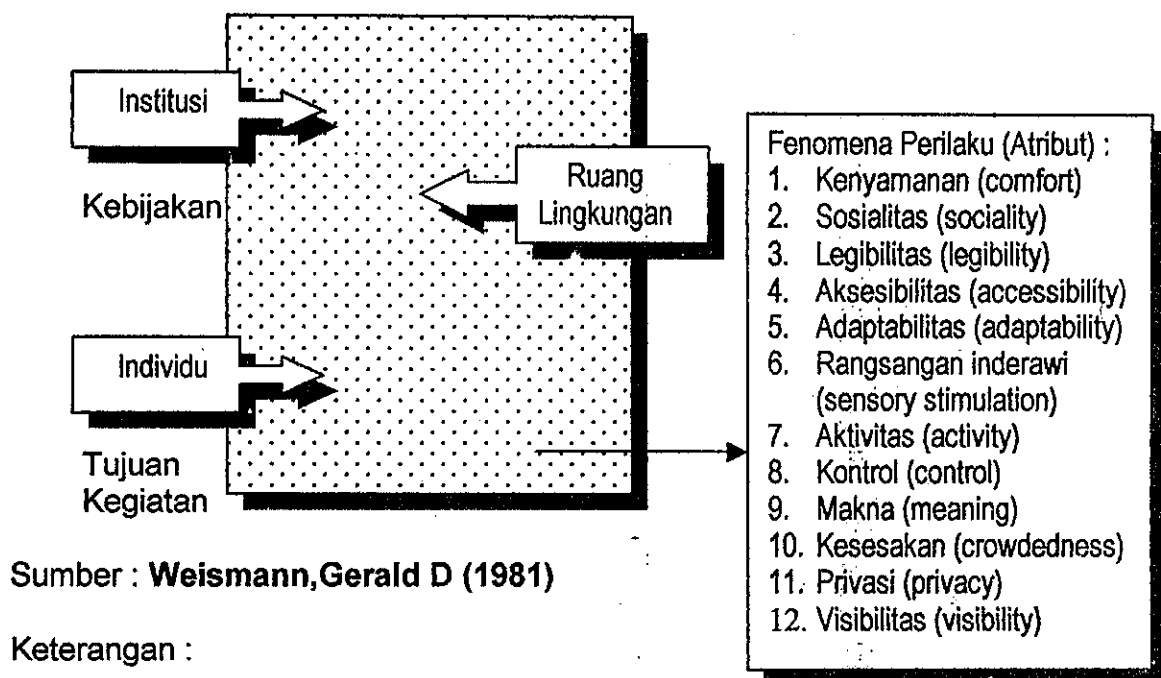 Institusi
Kebijakan
Ruang
Lingkungan
Individu
Tujuan
Kegiatan
Fenomena Perilaku (Atribut) :
1. Kenyamanan (comfort)
2. Sosialitas (sociality)
3. Legibilitas (legibility)
4. Aksesibilitas (accessibility)
5. Adaptabilitas (adaptability)
6. Rangsangan inderawi
(sensory stimulation)
7. Aktivitas (activity)
8. Kontrol (control)
9. Makna (meaning)
10. Kesesakan (crowdedness)
11. Privasi (privacy)
12. Visibilitas (visibility)
Sumber : Weismann,Gerald D (1981)
Keterangan :